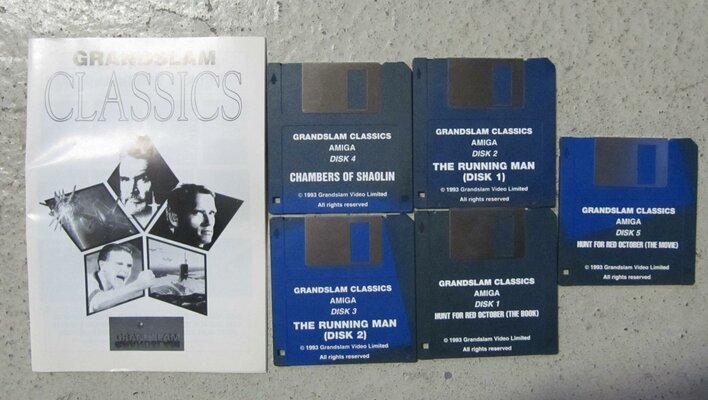 GRANDSLAM
CLASSICS
GRANDSLAM
GRANDSLAM CLASSICS
AMIGA
DISK 4
CHAMBERS OF SHAOLIN
© 1993 Grandslam Video Limited
All rights reserved
GRANDSLAM CLASSICS
AMIGA
DISK 2
THE RUNNING MAN
(DISK 1)
© 1993 Grandslam Video Limited
All rights reserved
GRANDSLAM CLASSICS
AMIGA
DISK 5
HUNT FOR RED OCTOBER (THE MOVIE)
© 1993 Grandslam Video Limited
All rights reserved
GRANDSLAM CLASSICS
AMIGA
DISK 3
THE RUNNING MAN
(DISK 2)
© 1993 Grandslam Video Limited
All rights reserved
GRANDSLAM CLASSICS
AMIGA
DISK 1
HUNT FOR RED OCTOBER (THE BOOK)
© 1993 Grandslam Video Limited
All rights reserved